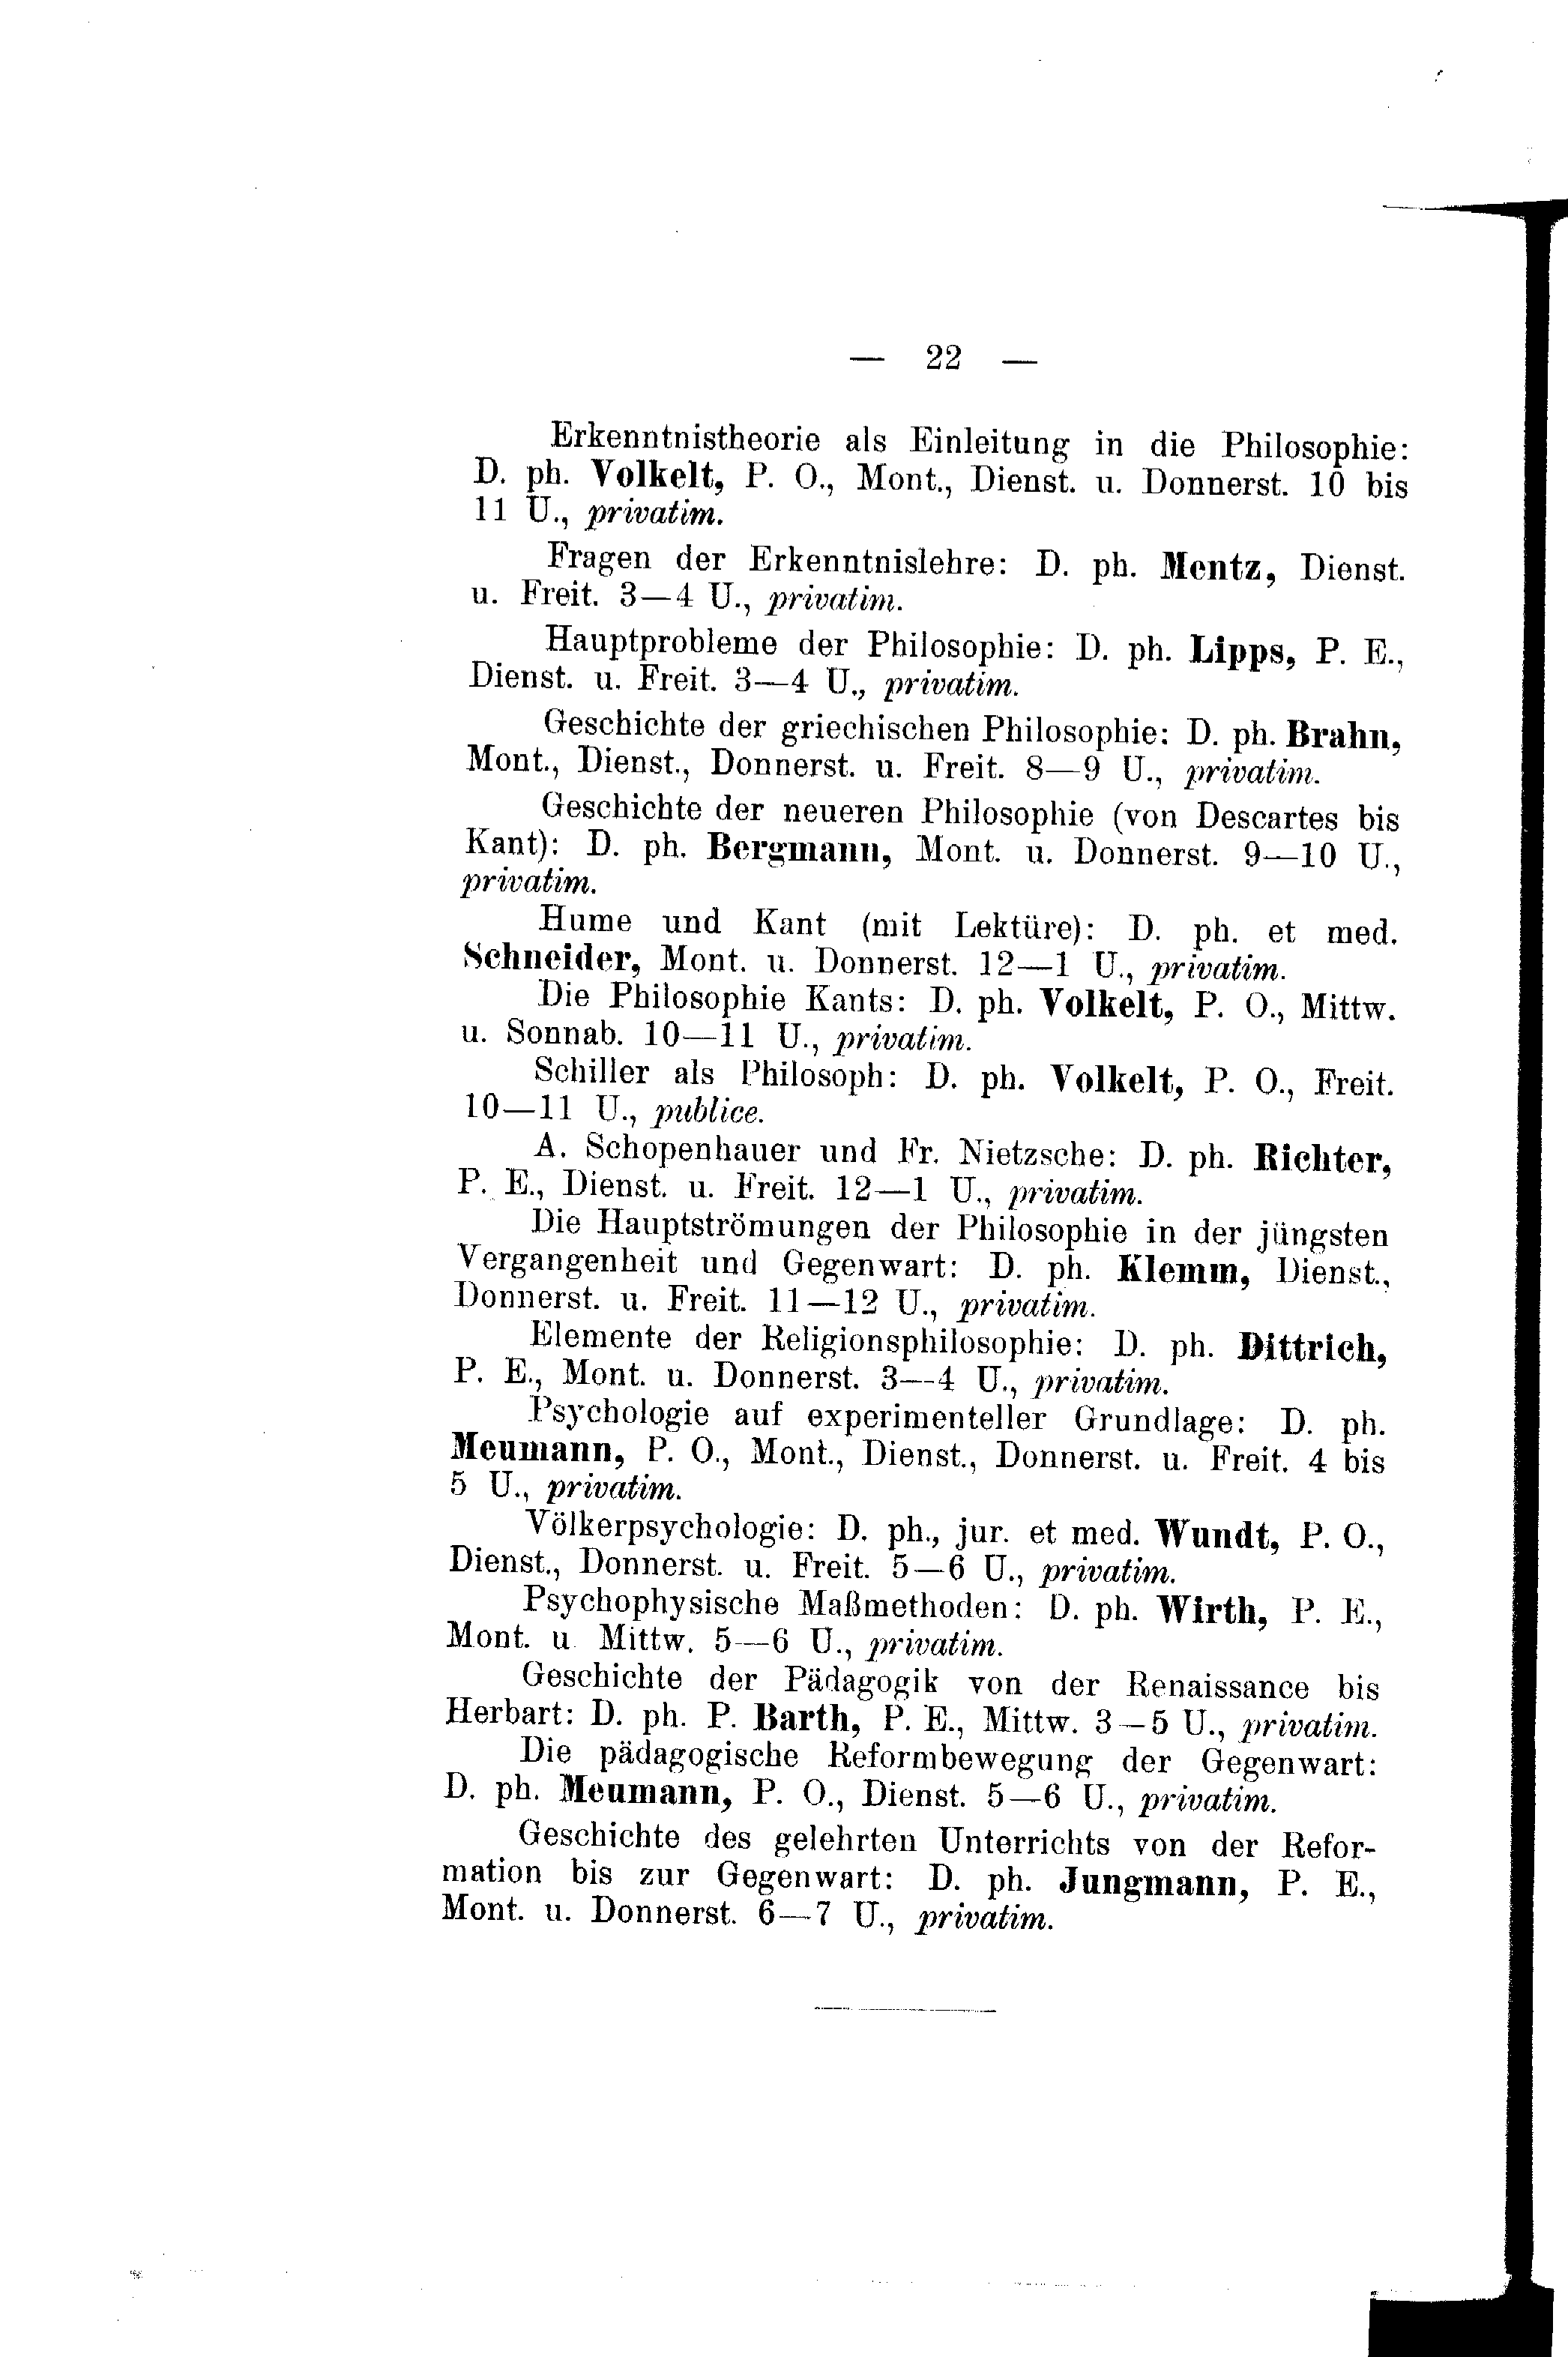 — 22 —
Erkenntnistheorie als Einleitung in die Philosophie:
D. ph. Volkelt, P. O., Mont., Dienst. u. Donnerst. 10 bis
11 U., privatim.
Fragen der Erkenntnislehre: D. ph. Mentz, Dienst.
u. Freit. 3—4 U., privatim.
Hauptprobleme der Philosophie: D. ph. Lipps, P. E.,
Dienst. u. Freit. 3—4 U., privatim.
Geschichte der griechischen Philosophie: D. ph. Brahn,
Mont., Dienst., Donnerst. u. Freit. 8—9 U., privatim.
Geschichte der neueren Philosophie (von Descartes bis
Kant): D. ph. Bergmann, Mont. u. Donnerst. 9—10 U.,
privatim.
Hume und Kant (mit Lektüre): D. ph. et med.
Schneider, Mont. u. Donnerst. 12—1 U., privatim.
Die Philosophie Kants: D. ph. Volkelt, P. O., Mittw.
u. Sonnab. 10—11 U., privatim.
Schiller als Philosoph: D. ph. Volkelt, P. O., Freit.
10—11 U., publice.
A. Schopenhauer und Fr. Nietzsche: D. ph. Richter,
P. E., Dienst. u. Freit. 12—1 U., privatim.
Die Hauptströmungen der Philosophie in der jüngsten
Vergangenheit und Gegenwart: D. ph. Klemm, Dienst.,
Donnerst. u. Freit. 11—12 U., privatim.
Elemente der Religionsphilosophie: D. ph. Dittrich,
P. E., Mont. u. Donnerst. 3—4 U., privatim.
Psychologie auf experimenteller Grundlage: D. ph.
Meumann, P. O., Mont., Dienst., Donnerst. u. Freit. 4 bis
5 U., privatim.
Völkerpsychologie: D. ph., jur. et med. Wundt, P. O.,
Dienst., Donnerst. u. Freit. 5—6 U., privatim.
Psychophysische Maßmethoden: D. ph. Wirth, P. E.,
Mont. u Mittw. 5—6 U., privatim.
Geschichte der Pädagogik von der Renaissance bis
Herbart: D. ph. P. Barth, P. E., Mittw. 3—5 U., privatim.
Die pädagogische Reformbewegung der Gegenwart:
D. ph. Meumann, P. O., Dienst. 5—6 U., privatim.
Geschichte des gelehrten Unterrichts von der Refor-
mation bis zur Gegenwart: D. ph. Jungmann, P. E.,
Mont. u. Donnerst. 6—7 U., privatim.